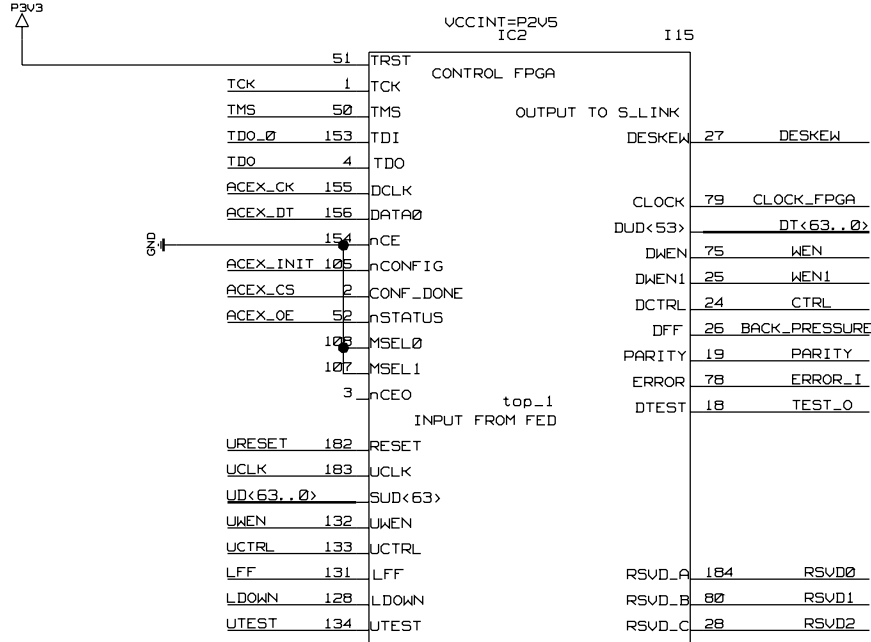 P3V3
VCCINT=P2V5
IC2 I15
51 TRST
CONTROL FPGA
TCK 1 TCK
TMS 50 TMS OUTPUT TO S_LINK
TDO_0 153 TDI DESKEW 27 DESKEW
TDO 4 TDO
ACEX_CK 155 DCLK CLOCK 79 CLOCK_FPGA
ACEX_DT 156 DATA0 DUD<53> DT<63..0>
GND 154 nCE DWEN 75 WEN
ACEX_INIT 105 nCONFIG DWEN1 25 WEN1
ACEX_CS 2 CONF_DONE DCTRL 24 CTRL
ACEX_OE 52 nSTATUS DFF 26 BACK_PRESSURE
108 MSEL0 PARITY 19 PARITY
107 MSEL1 ERROR 78 ERROR_I
3 nCEO top_1 DTEST 18 TEST_O
INPUT FROM FED
URESET 182 RESET
UCLK 183 UCLK
UD<63..0> SUD<63>
UWEN 132 UWEN
UCTRL 133 UCTRL
LFF 131 LFF RSVD_A 184 RSVD0
LDOWN 128 LDOWN RSVD_B 80 RSVD1
UTEST 134 UTEST RSVD_C 28 RSVD2